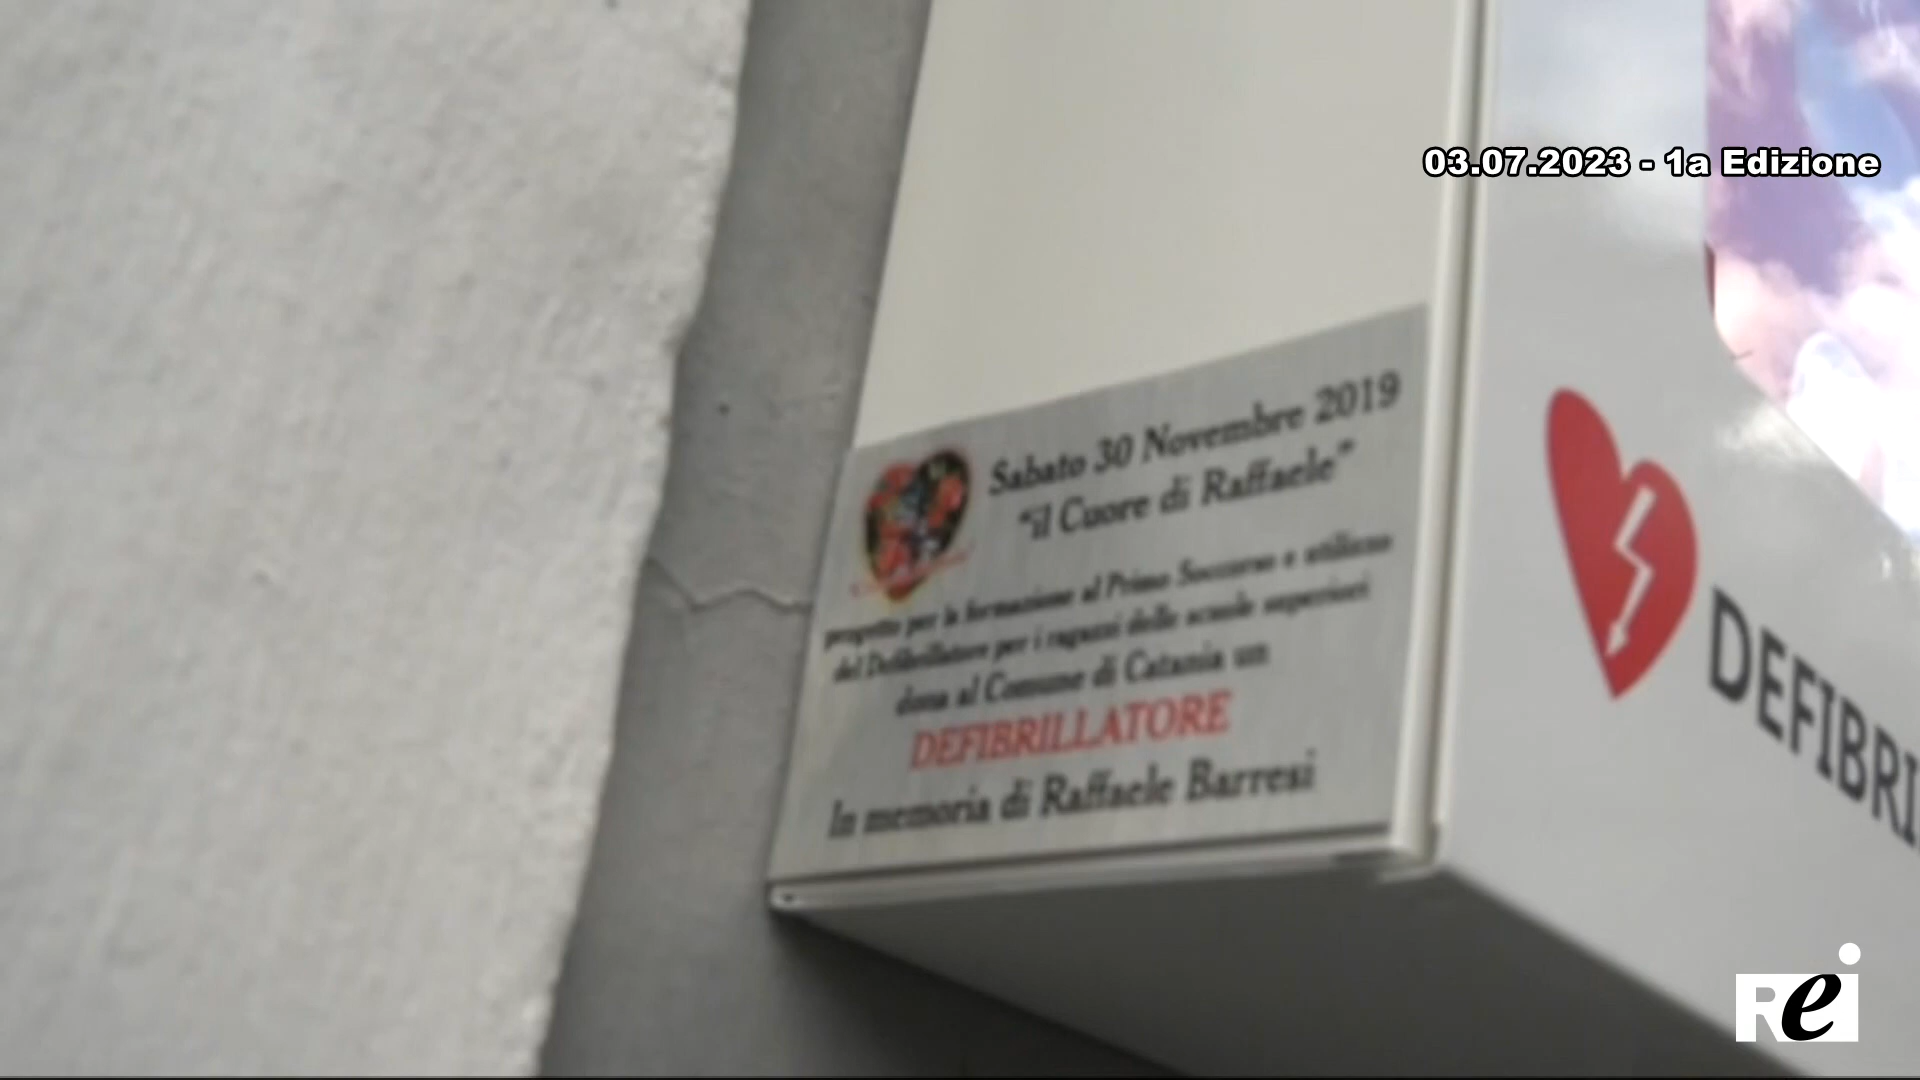 03.07.2023 - 1a Edizione
Sabato 30 Novembre 2019
"il Cuore di Raffaele"
progetto per la formazione al Primo Soccorso e utilizzo
del Defibrillatore per i ragazzi delle scuole superiori
dona al Comune di Catania un
DEFIBRILLATORE
In memoria di Raffaele Barresi
DEFIBRI
Rei